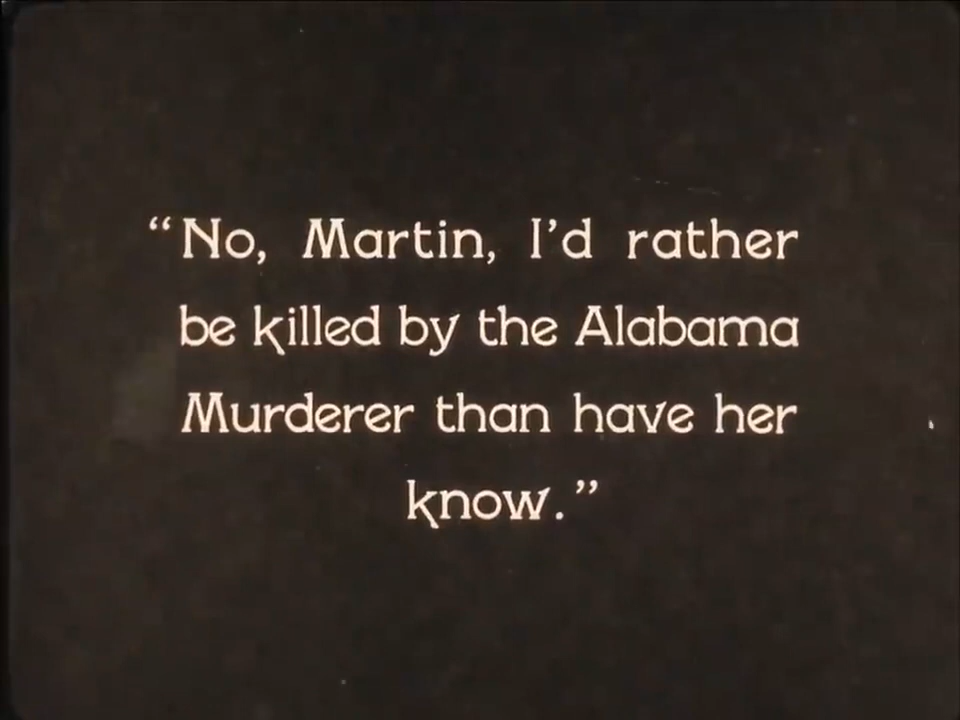 “No, Martin, I’d rather
be killed by the Alabama
Murderer than have her
know.”